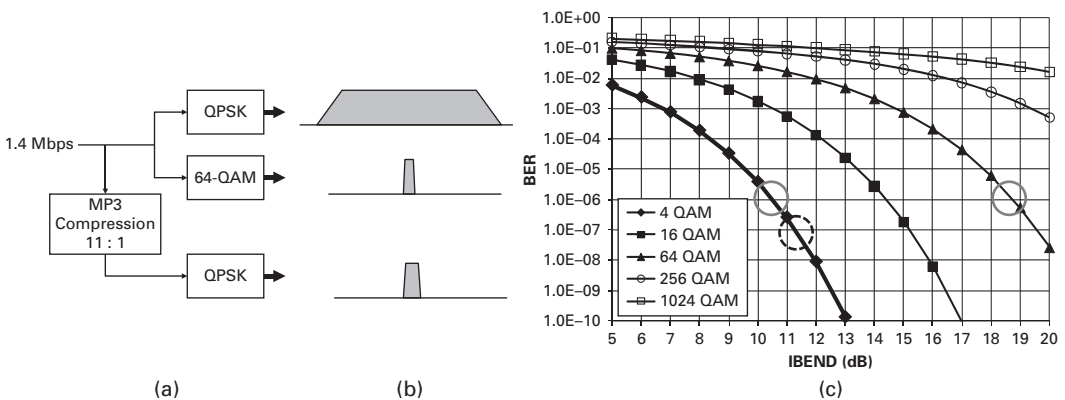 1.4 Mbps
QPSK
64-QAM
MP3
Compression
11 : 1
QPSK
(a)
(b)
BER
1.0E+00
1.0E–01
1.0E–02
1.0E–03
1.0E–04
1.0E–05
1.0E–06
1.0E–07
1.0E–08
1.0E–09
1.0E–10
4 QAM
16 QAM
64 QAM
256 QAM
1024 QAM
5 6 7 8 9 10 11 12 13 14 15 16 17 18 19 20
IBEND (dB)
(c)